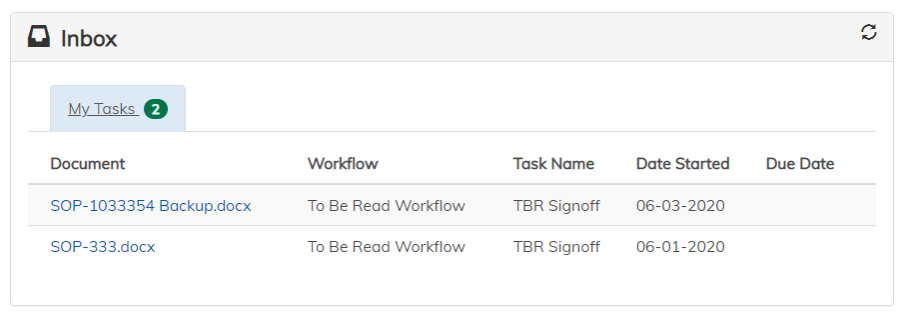 Inbox
My Tasks 2
Document Workflow Task Name Date Started Due Date
SOP-1033354 Backup.docx To Be Read Workflow TBR Signoff 06-03-2020
SOP-333.docx To Be Read Workflow TBR Signoff 06-01-2020